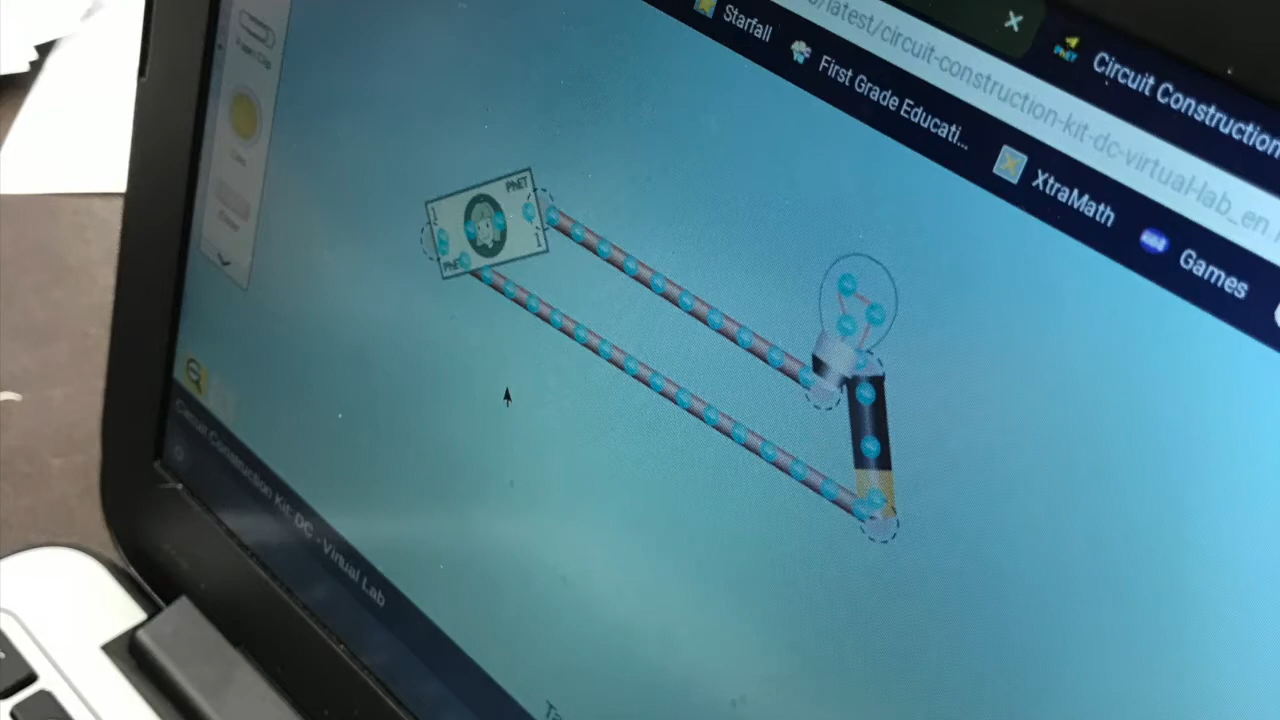 Circuit Construction
/latest/circuit-construction-kit-dc-virtual-lab_en.
Starfall
First Grade Educati...
XtraMath
Games
PhET
PhET
Circuit Construction Kit: DC - Virtual Lab